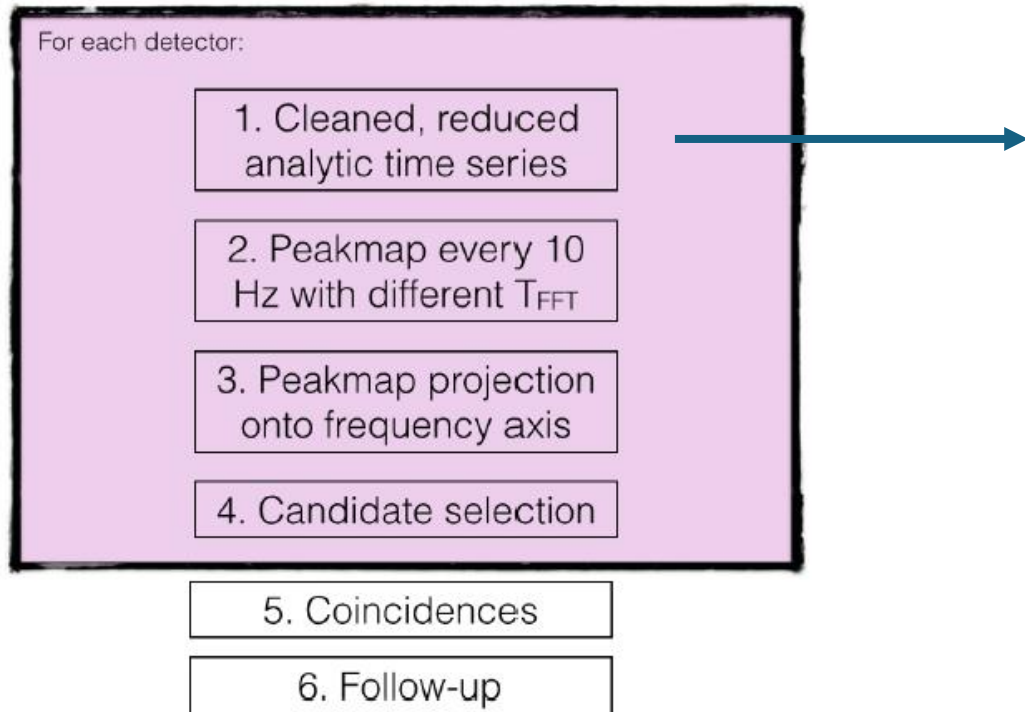 For each detector:
1. Cleaned, reduced
analytic time series
2. Peakmap every 10
Hz with different TFFT
3. Peakmap projection
onto frequency axis
4. Candidate selection
5. Coincidences
6. Follow-up